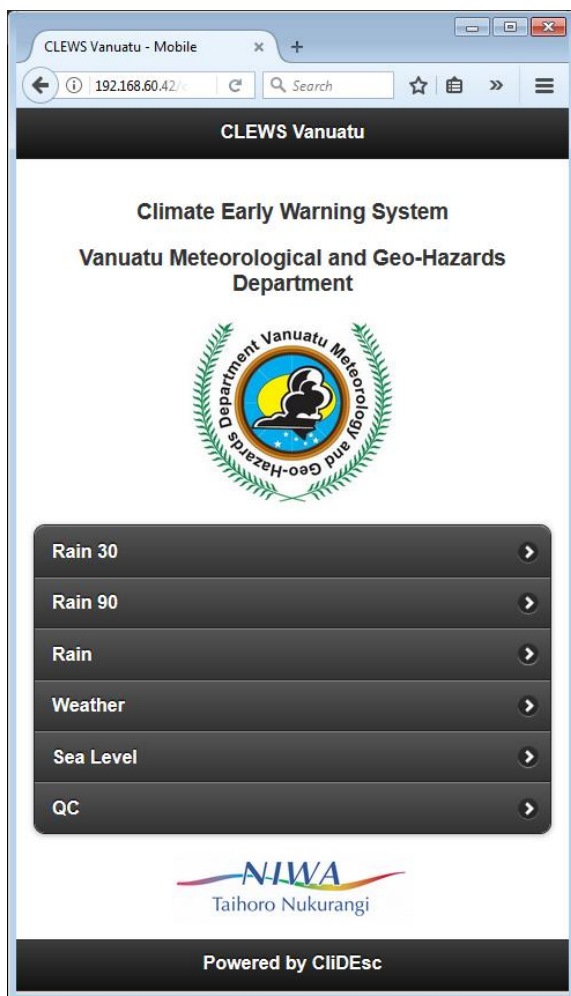 CLEWS Vanuatu - Mobile
192.168.60.42/
Search
CLEWS Vanuatu
Climate Early Warning System
Vanuatu Meteorological and Geo-Hazards
Department
Vanuatu Meteorology and Geo-Hazards Department
Rain 30
Rain 90
Rain
Weather
Sea Level
QC
NIWA
Taihoro Nukurangi
Powered by CliDEsc